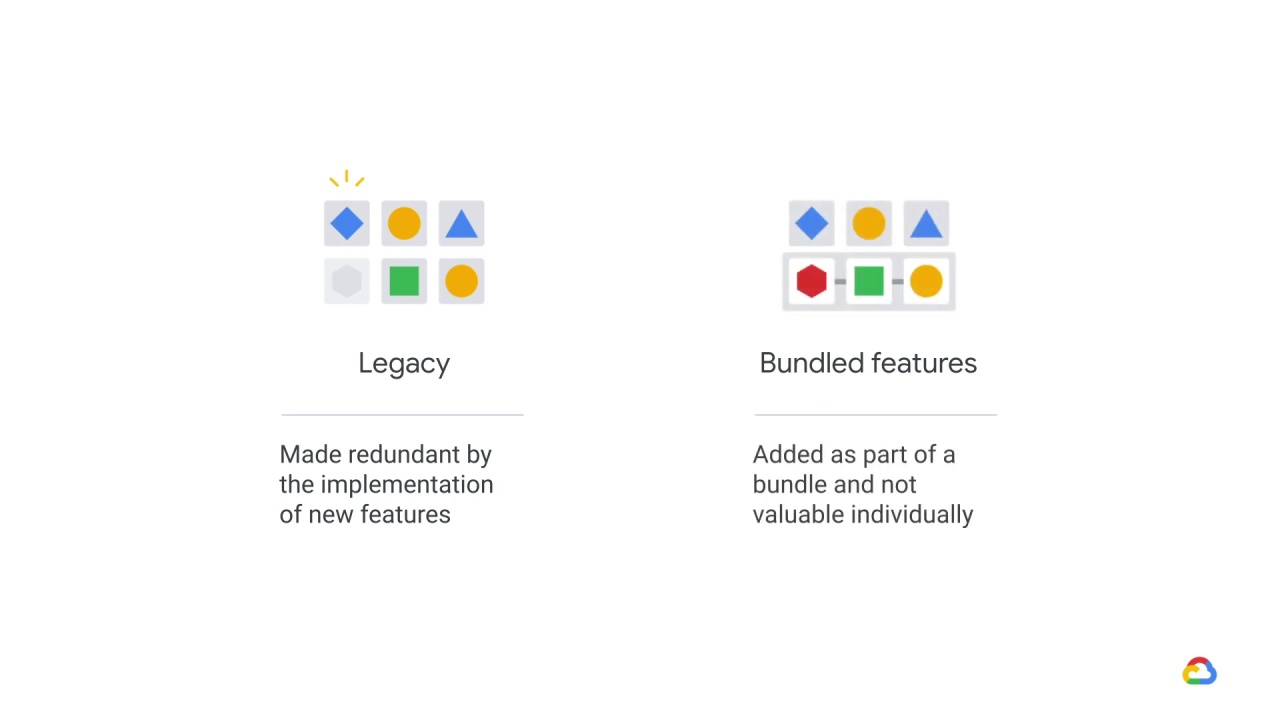 Legacy
Made redundant by
the implementation
of new features
Bundled features
Added as part of a
bundle and not
valuable individually